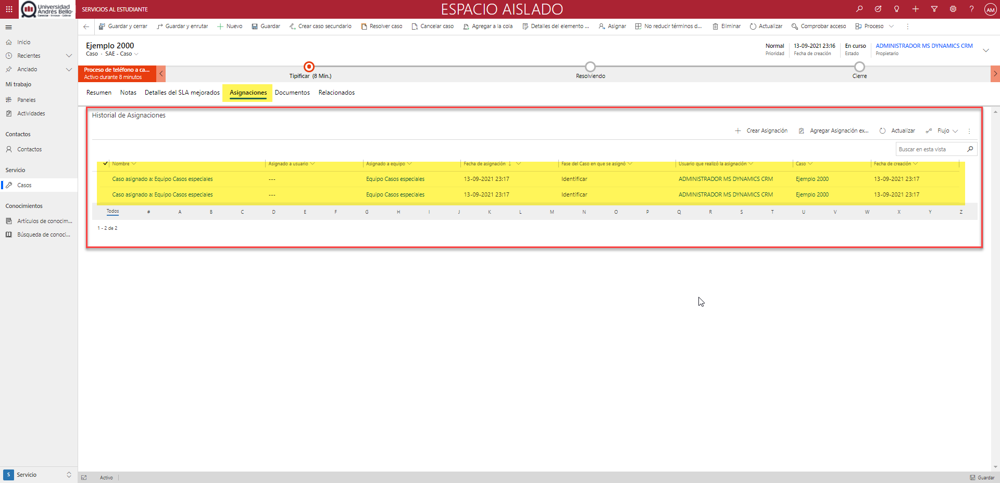 Universidad
Andrés Bello
Conectar - Innovar - Liderar
SERVICIOS AL ESTUDIANTE
ESPACIO AISLADO
AM
Guardar y cerrar
Guardar y enrutar
Nuevo
Guardar
Crear caso secundario
Resolver caso
Cancelar caso
Agregar a la cola
Detalles del elemento ...
Asignar
No reducir términos d...
Eliminar
Actualizar
Comprobar acceso
Proceso
Inicio
Recientes
Anclado
Mi trabajo
Paneles
Actividades
Contactos
Contactos
Servicio
Casos
Conocimientos
Artículos de conocim...
Búsqueda de conoci...
S Servicio
Ejemplo 2000
Caso · SAE - Caso
Normal
Prioridad
13-09-2021 23:16
Fecha de creación
En curso
Estado
ADMINISTRADOR MS DYNAMICS CRM
Propietario
Proceso de teléfono a ca...
Activo durante 8 minutos
Tipificar (8 Min.)
Resolviendo
Cierre
Resumen Notas Detalles del SLA mejorados Asignaciones Documentos Relacionados
Historial de Asignaciones
Crear Asignación
Agregar Asignación ex...
Actualizar
Flujo
Buscar en esta vista
Nombre Asignado a usuario Asignado a equipo Fecha de asignación Fase del Caso en que se asignó Usuario que realizó la asignación Caso Fecha de creación
Caso asignado a: Equipo Casos especiales --- Equipo Casos especiales 13-09-2021 23:17 Identificar ADMINISTRADOR MS DYNAMICS CRM Ejemplo 2000 13-09-2021 23:17
Caso asignado a: Equipo Casos especiales --- Equipo Casos especiales 13-09-2021 23:17 Identificar ADMINISTRADOR MS DYNAMICS CRM Ejemplo 2000 13-09-2021 23:17
Todos # A B C D E F G H I J K L M N O P Q R S T U V W X Y Z
1 - 2 de 2
Activo
Guardar